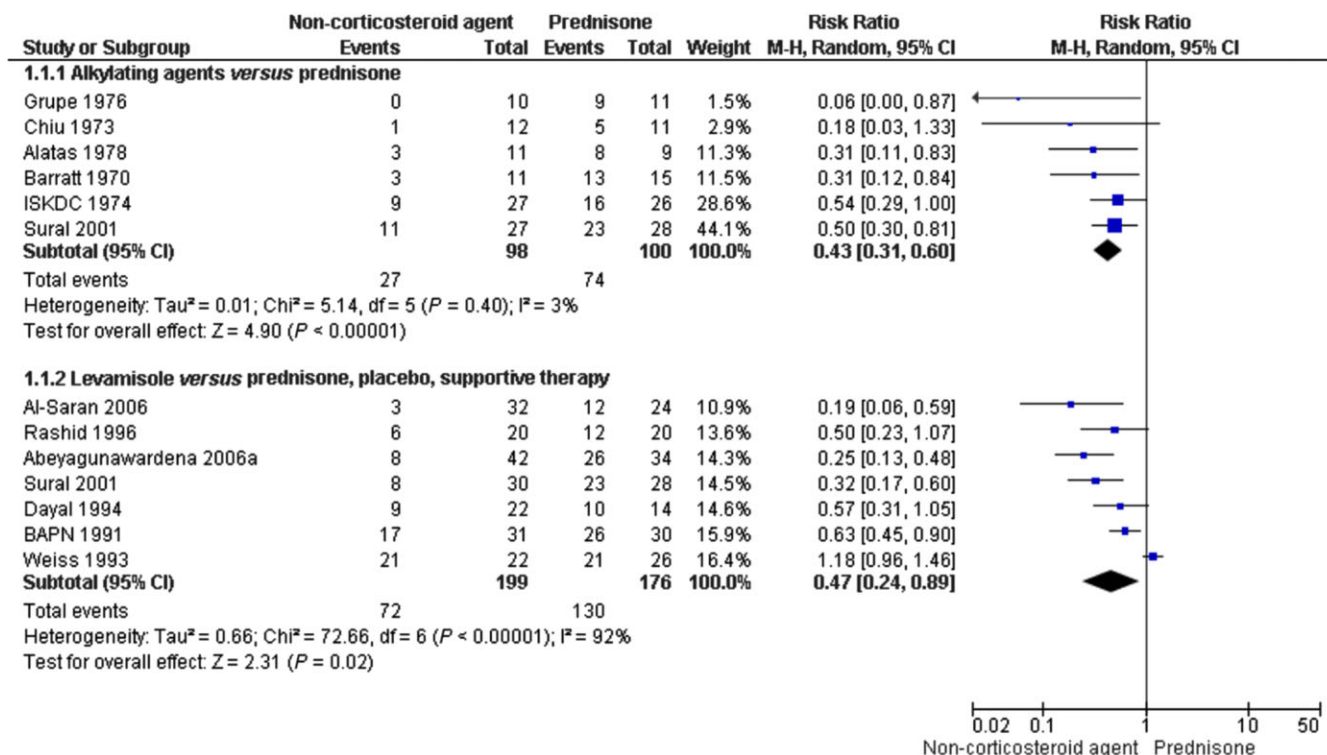 Non-corticosteroid agent Prednisone Risk Ratio Risk Ratio
Study or Subgroup Events Total Events Total Weight M-H, Random, 95% CI M-H, Random, 95% CI
1.1.1 Alkylating agents versus prednisone
Grupe 1976 0 10 9 11 1.5% 0.06 [0.00, 0.87]
Chiu 1973 1 12 5 11 2.9% 0.18 [0.03, 1.33]
Alatas 1978 3 11 8 9 11.3% 0.31 [0.11, 0.83]
Barratt 1970 3 11 13 15 11.5% 0.31 [0.12, 0.84]
ISKDC 1974 9 27 16 26 28.6% 0.54 [0.29, 1.00]
Sural 2001 11 27 23 28 44.1% 0.50 [0.30, 0.81]
Subtotal (95% CI) 98 100 100.0% 0.43 [0.31, 0.60]
Total events 27 74
Heterogeneity: Tau² = 0.01; Chi² = 5.14, df = 5 (P = 0.40); I² = 3%
Test for overall effect: Z = 4.90 (P < 0.00001)
1.1.2 Levamisole versus prednisone, placebo, supportive therapy
Al-Saran 2006 3 32 12 24 10.9% 0.19 [0.06, 0.59]
Rashid 1996 6 20 12 20 13.6% 0.50 [0.23, 1.07]
Abeyagunawardena 2006a 8 42 26 34 14.3% 0.25 [0.13, 0.48]
Sural 2001 8 30 23 28 14.5% 0.32 [0.17, 0.60]
Dayal 1994 9 22 10 14 14.6% 0.57 [0.31, 1.05]
BAPN 1991 17 31 26 30 15.9% 0.63 [0.45, 0.90]
Weiss 1993 21 22 21 26 16.4% 1.18 [0.96, 1.46]
Subtotal (95% CI) 199 176 100.0% 0.47 [0.24, 0.89]
Total events 72 130
Heterogeneity: Tau² = 0.66; Chi² = 72.66, df = 6 (P < 0.00001); I² = 92%
Test for overall effect: Z = 2.31 (P = 0.02)
0.02 0.1 1 10 50
Non-corticosteroid agent Prednisone